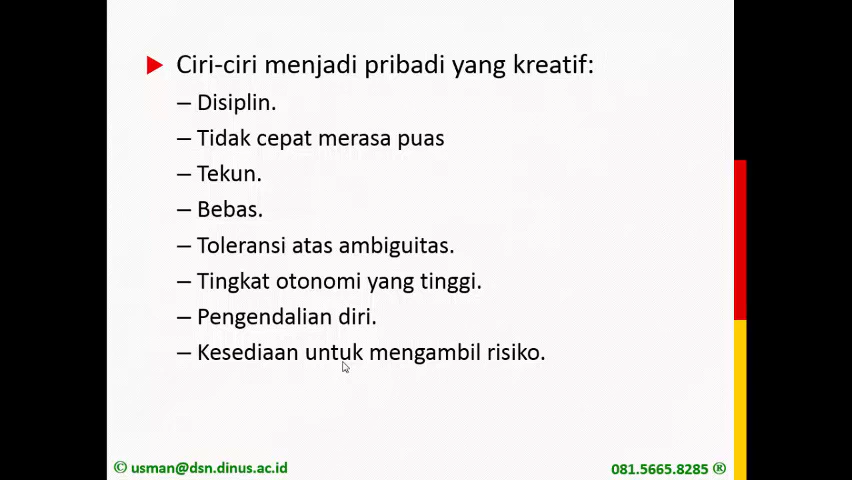 Ciri-ciri menjadi pribadi yang kreatif:
– Disiplin.
– Tidak cepat merasa puas
– Tekun.
– Bebas.
– Toleransi atas ambiguitas.
– Tingkat otonomi yang tinggi.
– Pengendalian diri.
– Kesediaan untuk mengambil risiko.
© usman@dsn.dinus.ac.id
081.5665.8285 ®